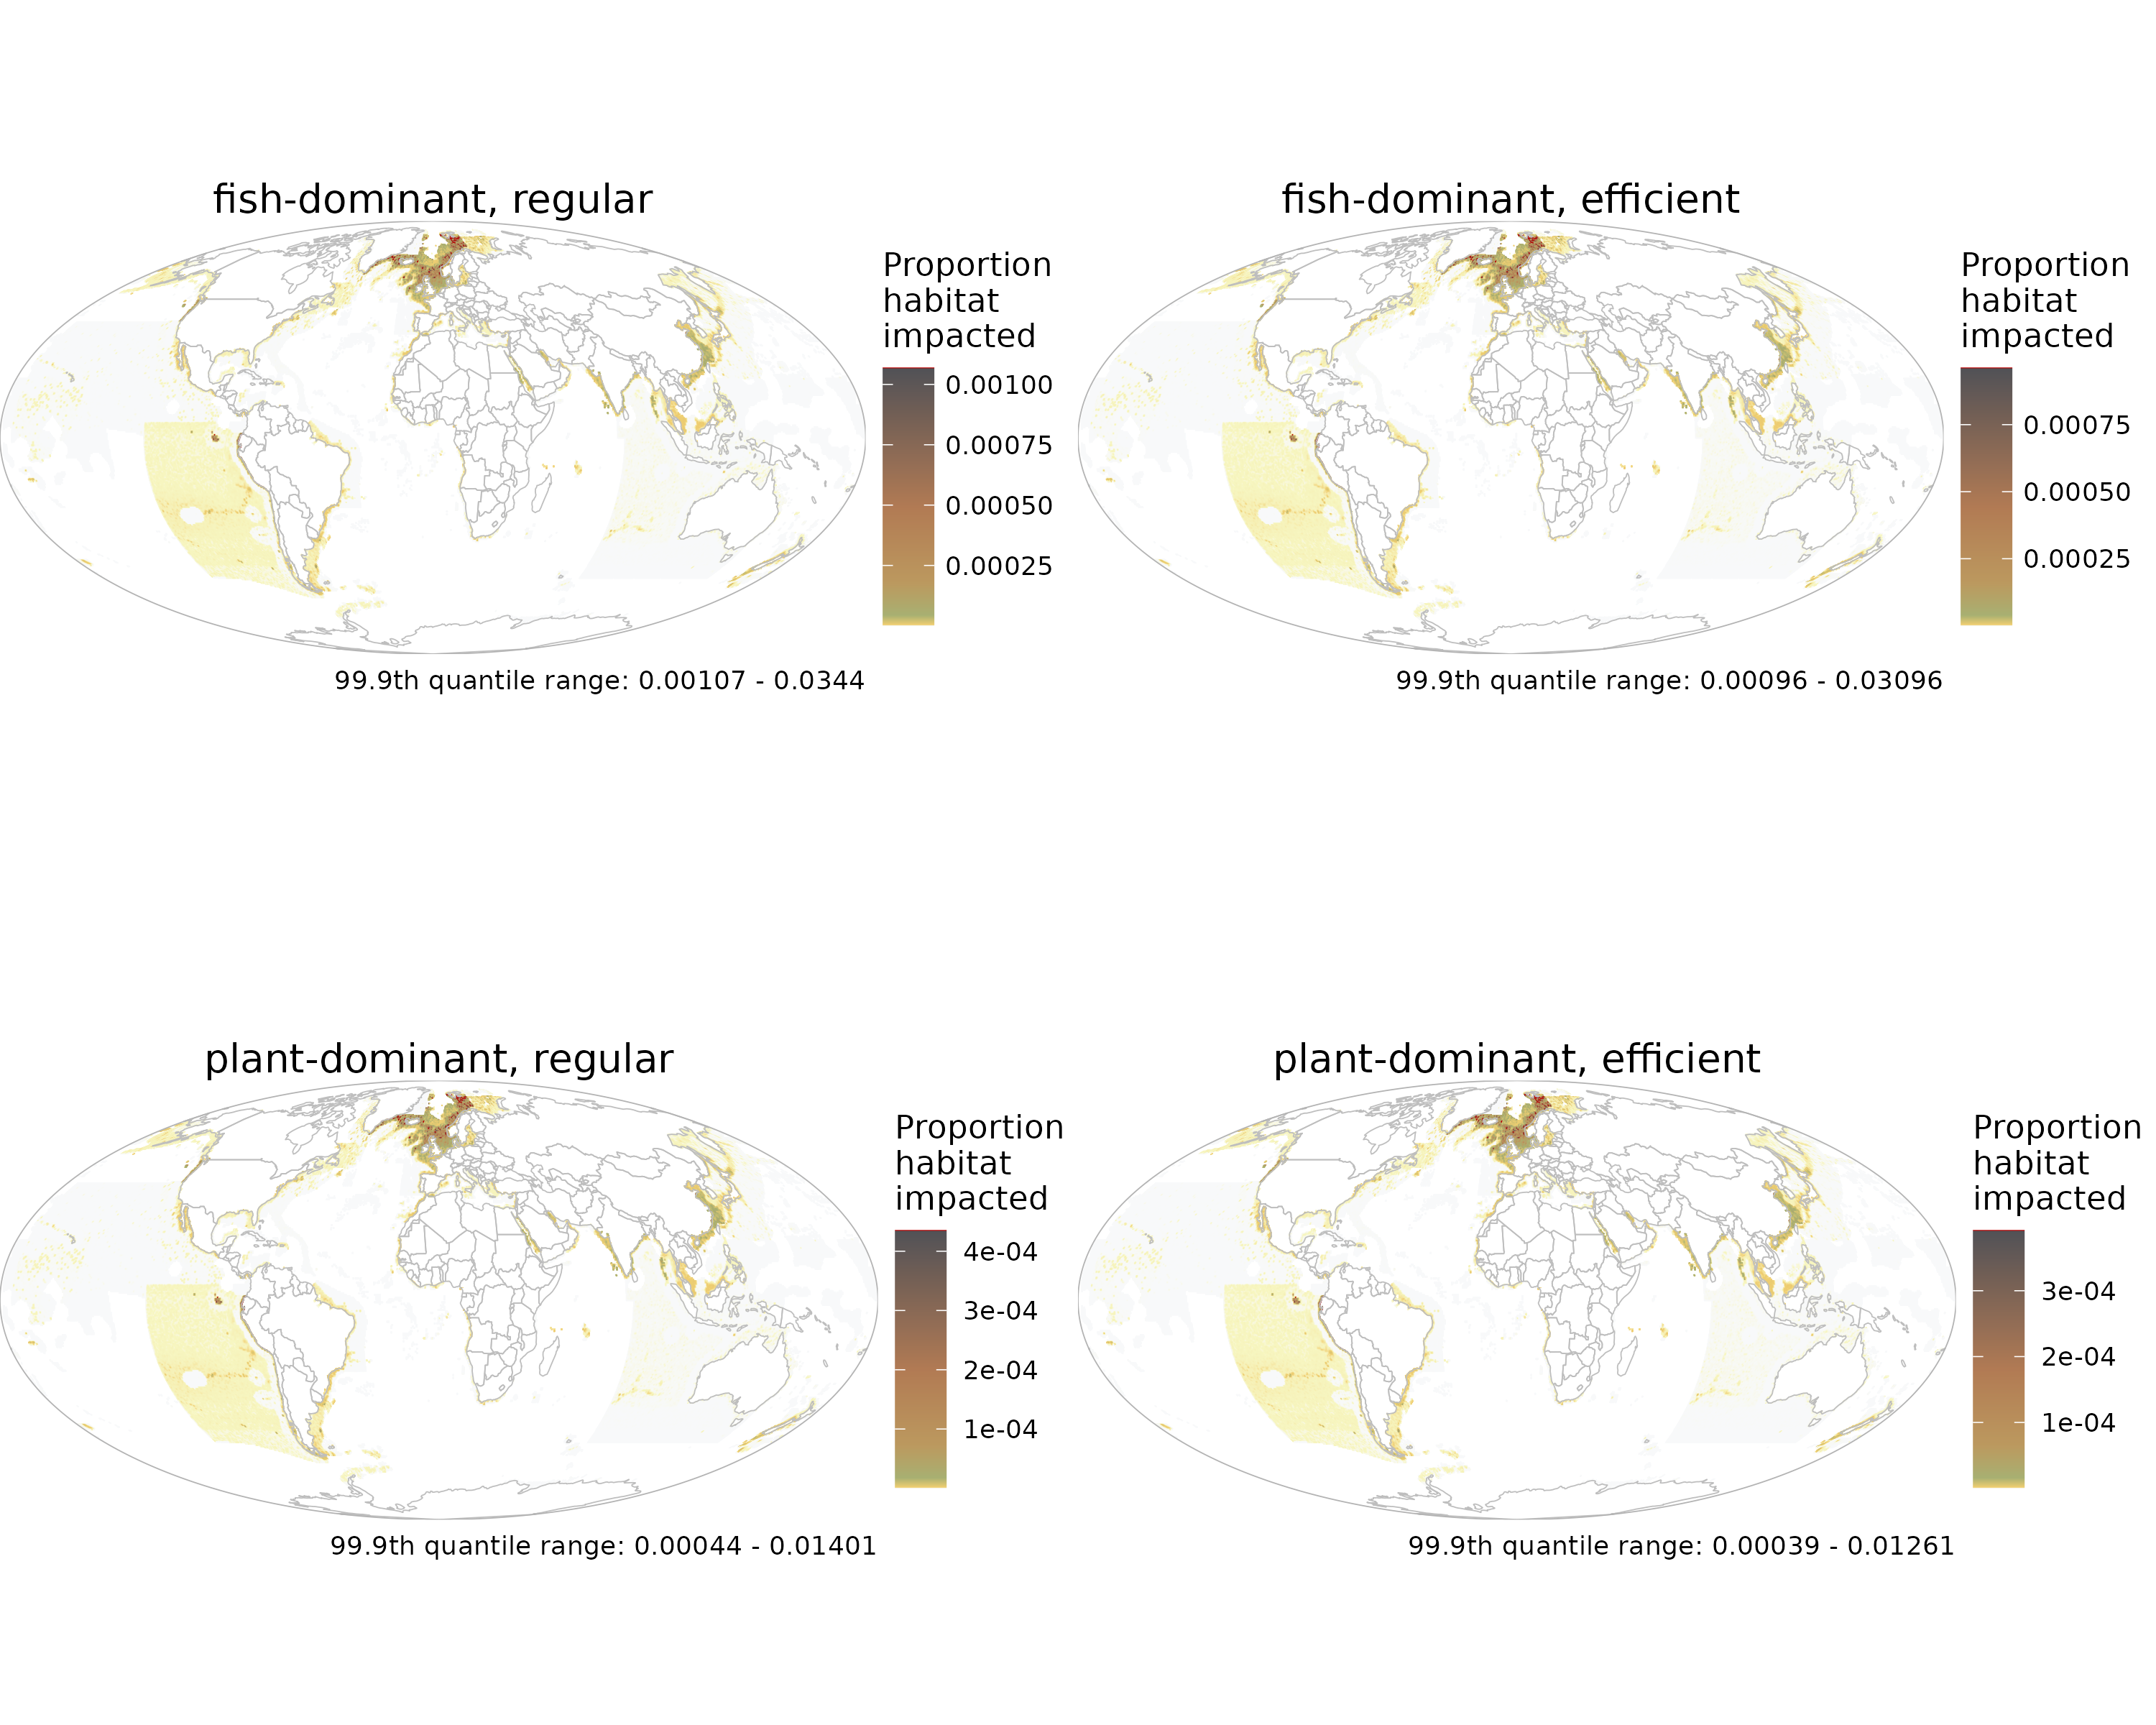 fish-dominant, regular
Proportion
habitat
impacted
0.00100
0.00075
0.00050
0.00025
99.9th quantile range: 0.00107 - 0.0344
fish-dominant, efficient
Proportion
habitat
impacted
0.00075
0.00050
0.00025
99.9th quantile range: 0.00096 - 0.03096
plant-dominant, regular
Proportion
habitat
impacted
4e-04
3e-04
2e-04
1e-04
99.9th quantile range: 0.00044 - 0.01401
plant-dominant, efficient
Proportion
habitat
impacted
3e-04
2e-04
1e-04
99.9th quantile range: 0.00039 - 0.01261